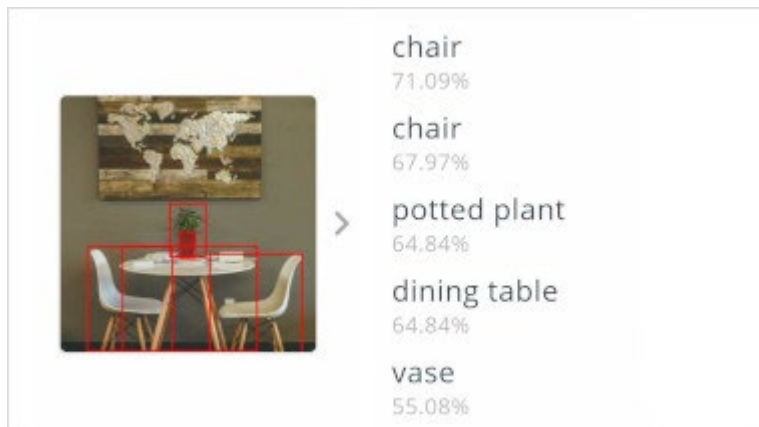 chair
71.09%
chair
67.97%
potted plant
64.84%
dining table
64.84%
vase
55.08%